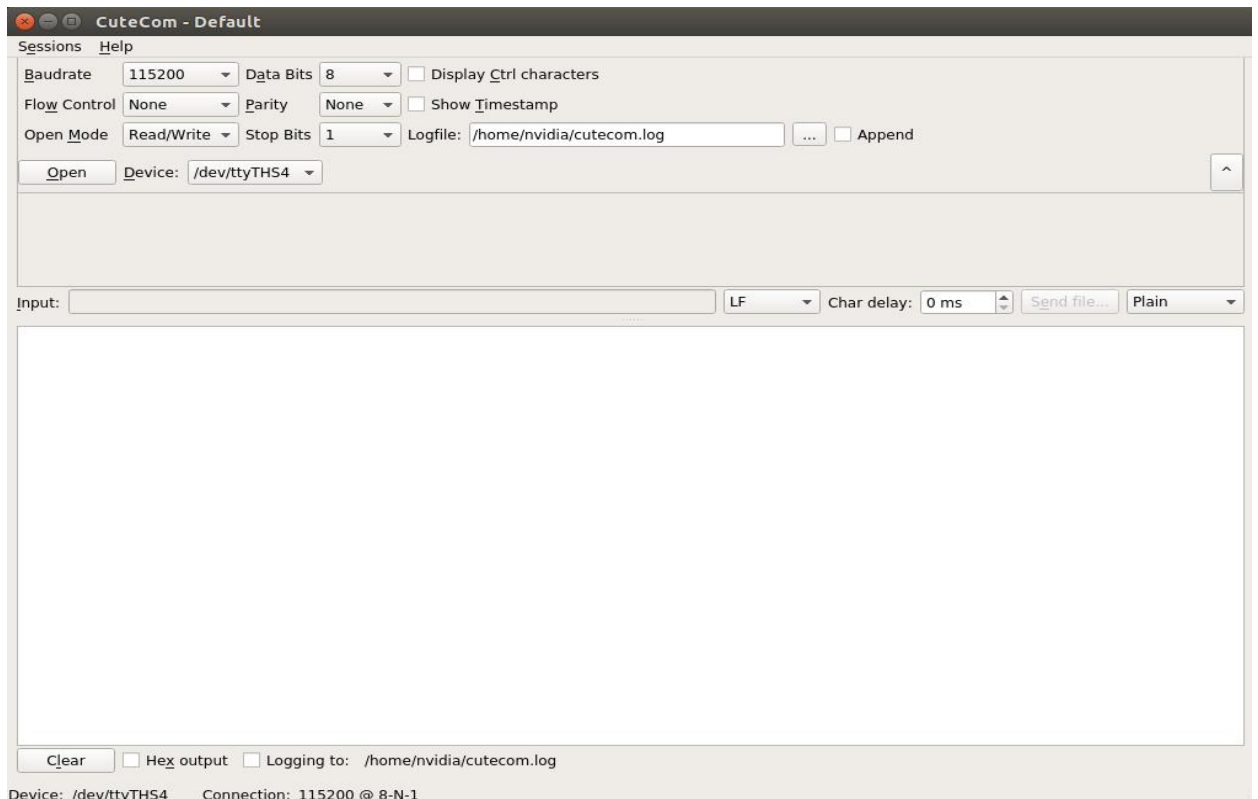 CuteCom - Default
Sessions Help
Baudrate 115200 Data Bits 8 Display Ctrl characters
Flow Control None Parity None Show Timestamp
Open Mode Read/Write Stop Bits 1 Logfile: /home/nvidia/cutecom.log ... Append
Open Device: /dev/ttyTHS4 ^
Input: LF Char delay: 0 ms Send file... Plain
Clear Hex output Logging to: /home/nvidia/cutecom.log
Device: /dev/ttyTHS4 Connection: 115200 @ 8-N-1